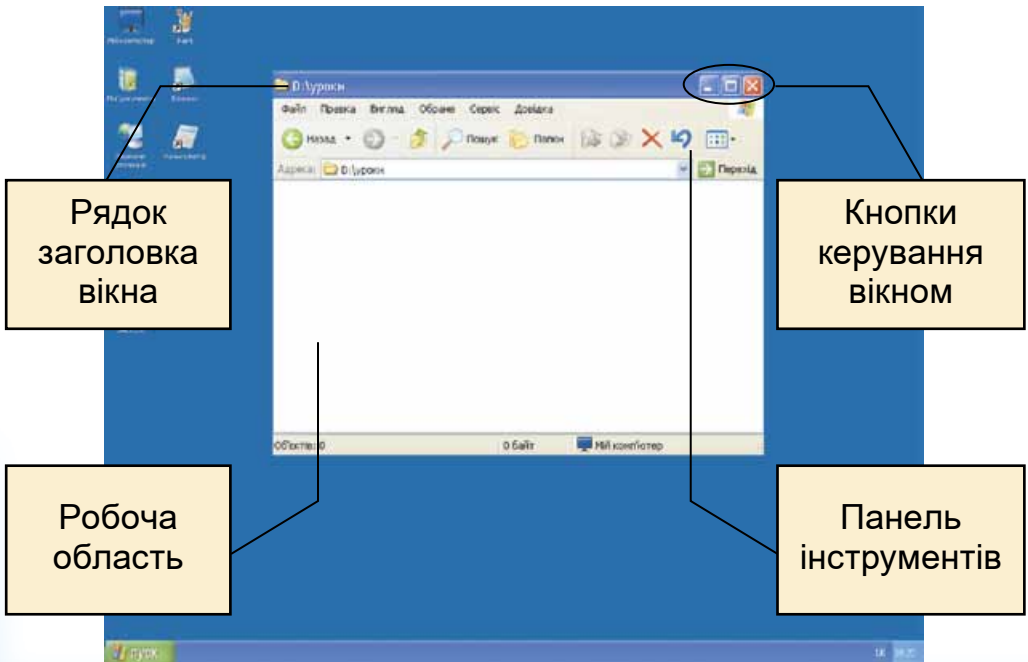 D:\уроки
Файл Правка Вигляд Обране Сервіс Довідка
Назад Пошук Папки
Адреса: D:\уроки Перехід
Рядок
заголовка
вікна
Кнопки
керування
вікном
Об'єктів: 0 0 байт Мій комп'ютер
Робоча
область
Панель
інструментів
пуск